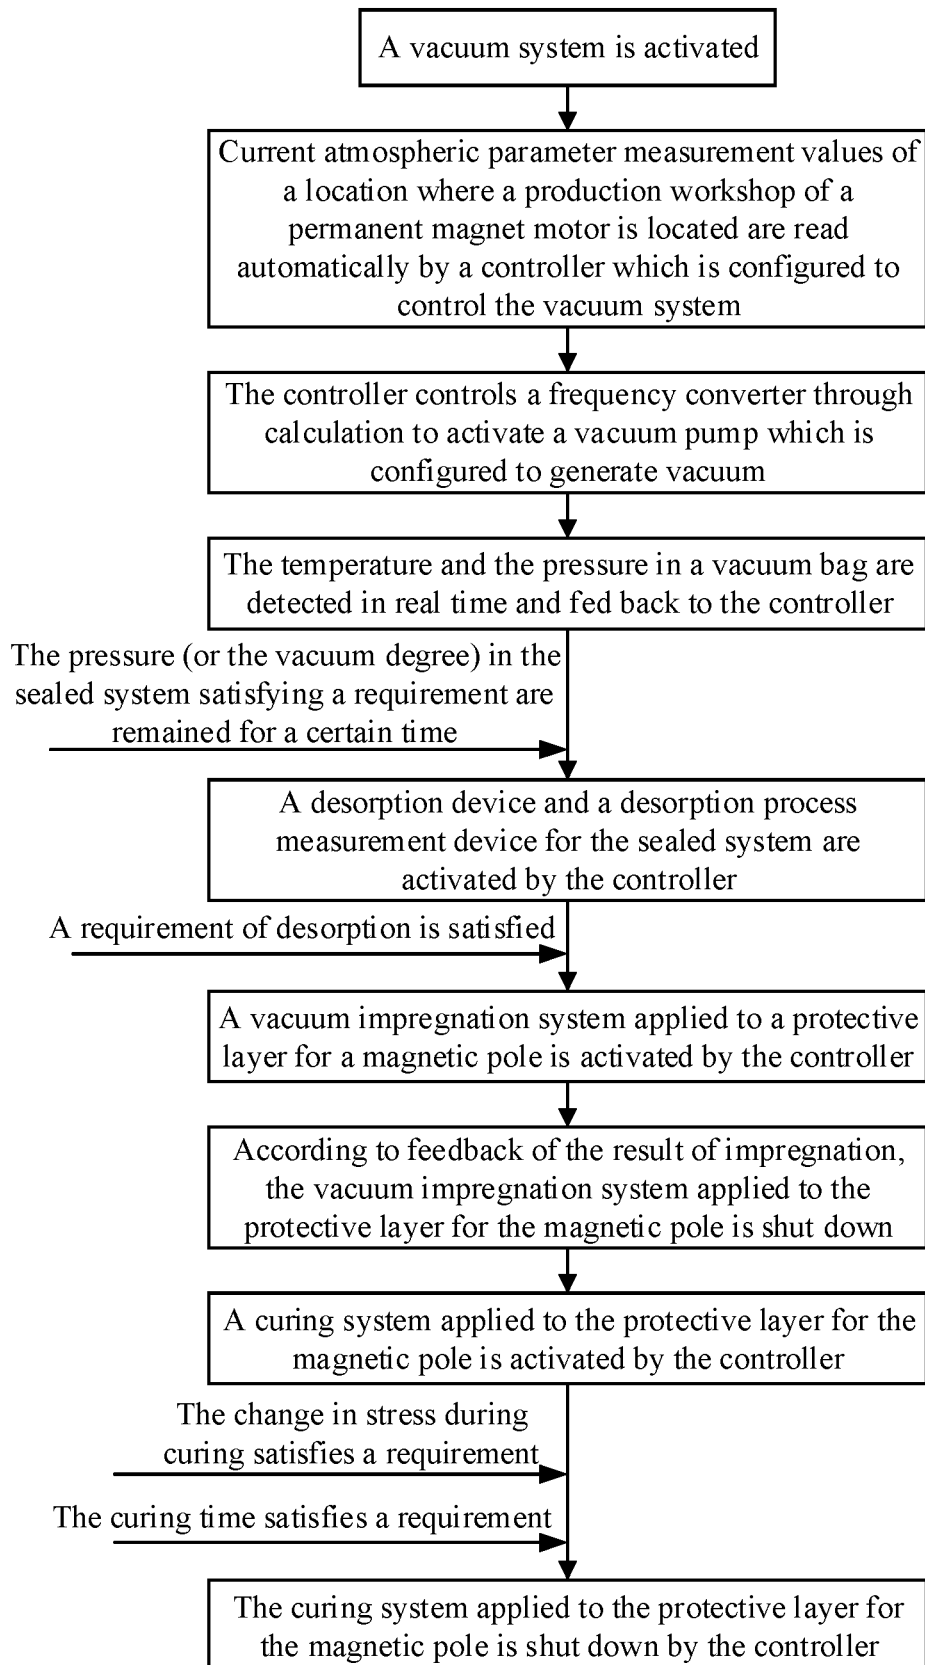 A vacuum system is activated
Current atmospheric parameter measurement values of
a location where a production workshop of a
permanent magnet motor is located are read
automatically by a controller which is configured to
control the vacuum system
The controller controls a frequency converter through
calculation to activate a vacuum pump which is
configured to generate vacuum
The temperature and the pressure in a vacuum bag are
detected in real time and fed back to the controller
The pressure (or the vacuum degree) in the
sealed system satisfying a requirement are
remained for a certain time
A desorption device and a desorption process
measurement device for the sealed system are
activated by the controller
A requirement of desorption is satisfied
A vacuum impregnation system applied to a protective
layer for a magnetic pole is activated by the controller
According to feedback of the result of impregnation,
the vacuum impregnation system applied to the
protective layer for the magnetic pole is shut down
A curing system applied to the protective layer for the
magnetic pole is activated by the controller
The change in stress during
curing satisfies a requirement
The curing time satisfies a requirement
The curing system applied to the protective layer for
the magnetic pole is shut down by the controller